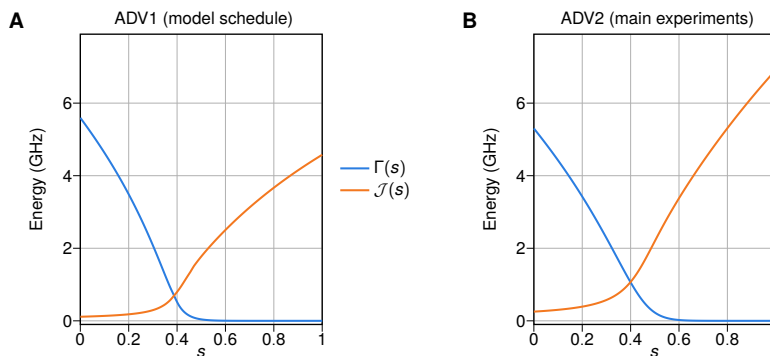 A
ADV1 (model schedule)
Energy (GHz)
6
4
2
0
0
0.2
0.4
0.6
0.8
1
s
Γ(s)
𝒥(s)
B
ADV2 (main experiments)
Energy (GHz)
6
4
2
0
0
0.2
0.4
0.6
0.8
s